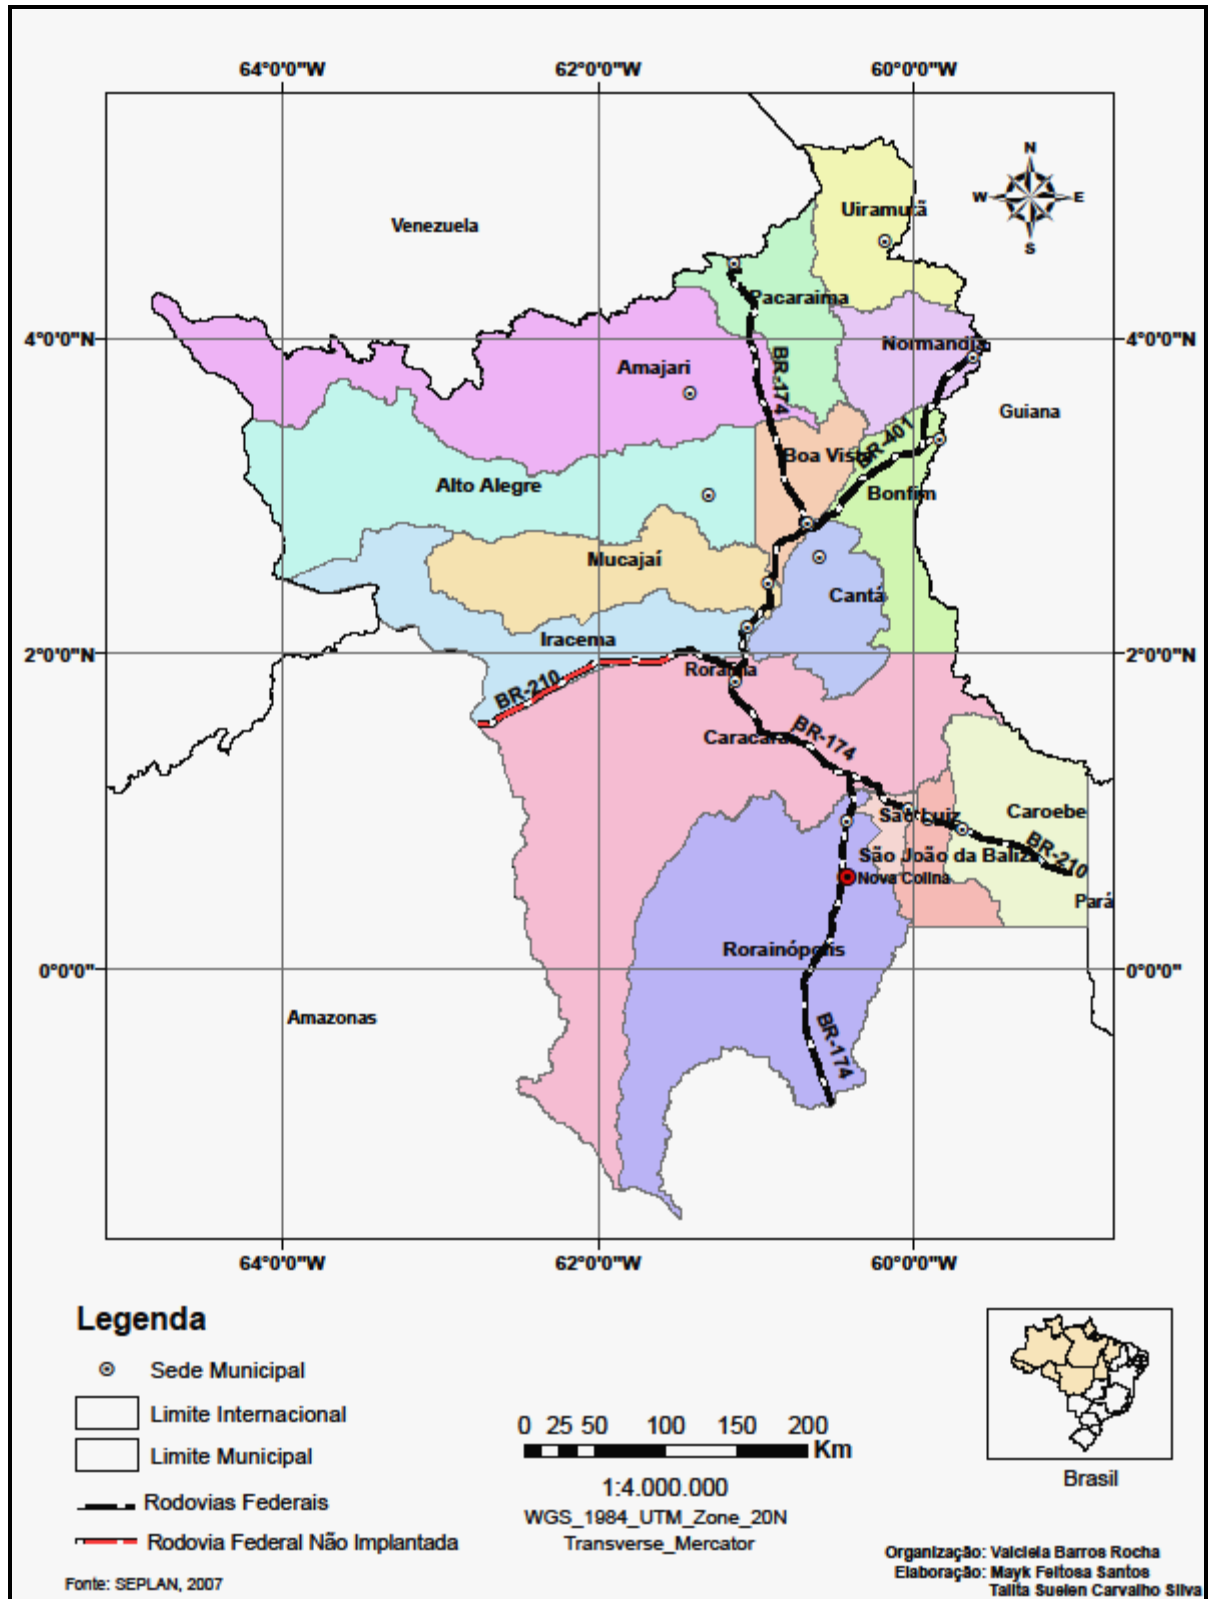 64°0'0"W 62°0'0"W 60°0'0"W
N
W E
S
Uiramutã
Venezuela
Pacaraima
4°0'0"N 4°0'0"N
Normandia
Amajari
BR-174
Guiana
BR-401
Boa Vista
Alto Alegre
Bonfim
Mucajaí
Cantá
Iracema
2°0'0"N 2°0'0"N
Roraima
BR-210
BR-174
Caracaraí
Caroebe
São Luiz
BR-210
São João da Baliza
Nova Colina
Pará
Rorainópolis
0°0'0" 0°0'0"
Amazonas
BR-174
64°0'0"W 62°0'0"W 60°0'0"W
Legenda
Sede Municipal
Limite Internacional
Limite Municipal
Rodovias Federais
Rodovia Federal Não Implantada
Fonte: SEPLAN, 2007
0 25 50 100 150 200
Km
1:4.000.000
WGS_1984_UTM_Zone_20N
Transverse_Mercator
Brasil
Organização: Valciela Barros Rocha
Elaboração: Mayk Feitosa Santos
Talita Suelen Carvalho Silva